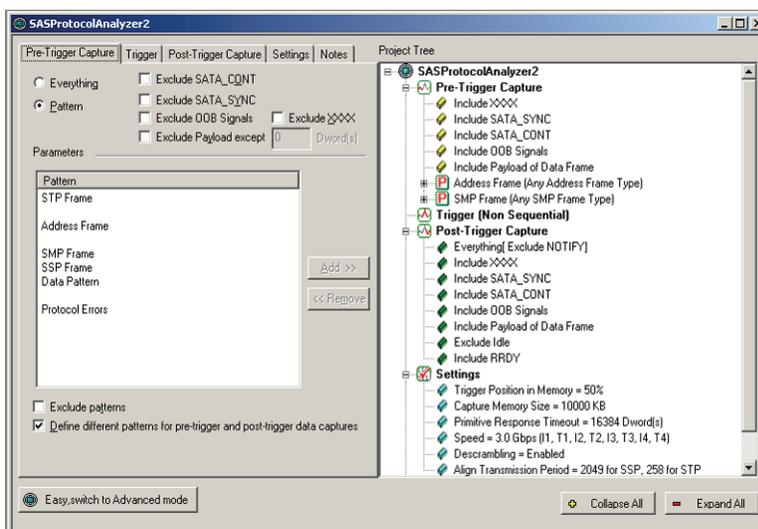 SASProtocolAnalyzer2
Pre-Trigger Capture Trigger Post-Trigger Capture Settings Notes
Everything
Pattern
Exclude SATA_CONT
Exclude SATA_SYNC
Exclude OOB Signals Exclude XXXX
Exclude Payload except 0 Dword(s)
Parameters
Pattern
STP Frame
Address Frame
SMP Frame
SSP Frame
Data Pattern
Protocol Errors
Add >>
<< Remove
Exclude patterns
Define different patterns for pre-trigger and post-trigger data captures
Project Tree
SASProtocolAnalyzer2
Pre-Trigger Capture
Include XXXX
Include SATA_SYNC
Include SATA_CONT
Include OOB Signals
Include Payload of Data Frame
P Address Frame (Any Address Frame Type)
P SMP Frame (Any SMP Frame Type)
Trigger (Non Sequential)
Post-Trigger Capture
Everything[ Exclude NOTIFY]
Include XXXX
Include SATA_SYNC
Include SATA_CONT
Include OOB Signals
Include Payload of Data Frame
Exclude Idle
Include RRDY
Settings
Trigger Position in Memory = 50%
Capture Memory Size = 10000 KB
Primitive Response Timeout = 16384 Dword(s)
Speed = 3.0 Gbps (I1, T1, I2, T2, I3, T3, I4, T4)
Descrambling = Enabled
Align Transmission Period = 2049 for SSP, 258 for STP
Easy,switch to Advanced mode
Collapse All
Expand All